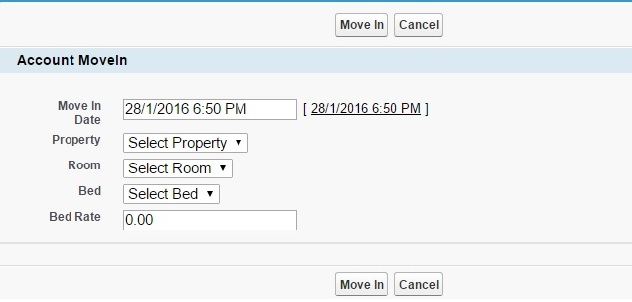 Move In Cancel
Account MoveIn
Move In Date 28/1/2016 6:50 PM [ 28/1/2016 6:50 PM ]
Property Select Property
Room Select Room
Bed Select Bed
Bed Rate 0.00
Move In Cancel